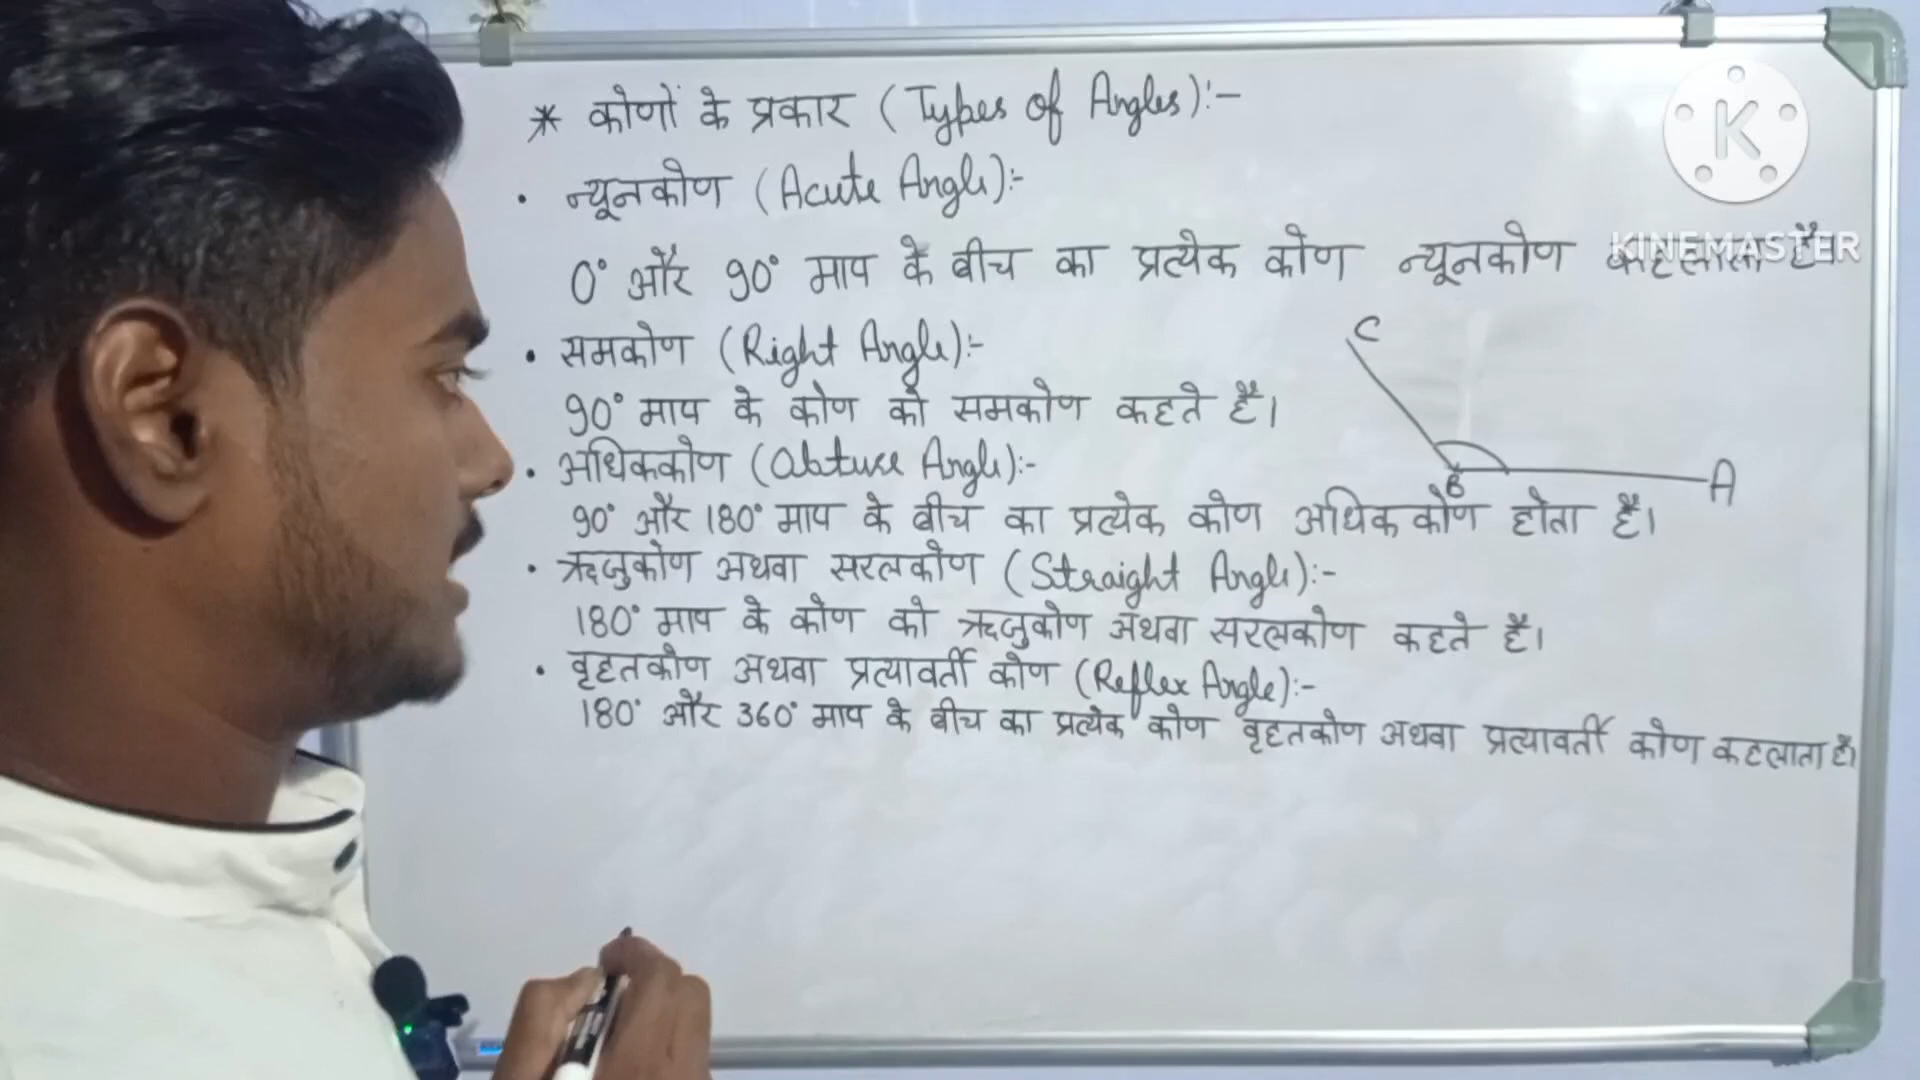 * कोणों के प्रकार (Types of Angles):-
• न्यूनकोण (Acute Angle):-
0° और 90° माप के बीच का प्रत्येक कोण न्यूनकोण कहलाता है।
• समकोण (Right Angle):-
90° माप के कोण को समकोण कहते हैं।
• अधिककोण (Obtuse Angle):-
90° और 180° माप के बीच का प्रत्येक कोण अधिककोण होता है।
• ऋजुकोण अथवा सरलकोण (Straight Angle):-
180° माप के कोण को ऋजुकोण अथवा सरलकोण कहते है।
• वृहतकोण अथवा प्रत्यावर्ती कोण (Reflex Angle):-
180° और 360° माप के बीच का प्रत्येक कोण वृहतकोण अथवा प्रत्यावर्ती कोण कहलाता है।
C
B
A
K
KINEMASTER